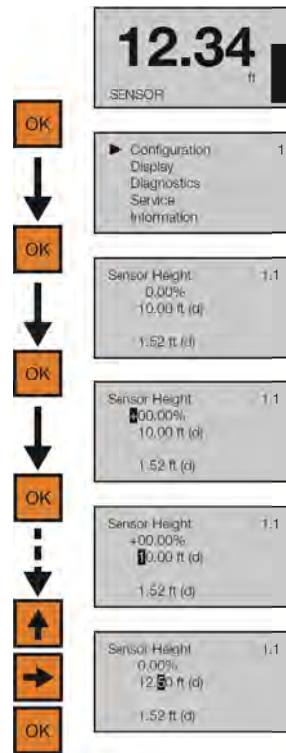 12.34
ft
SENSOR
OK
Configuration 1
Display
Diagnostics
Service
Information
OK
Sensor Height 1.1
0.00%
10.00 ft (d)
1.52 ft (d)
OK
Sensor Height 1.1
+00.00%
10.00 ft (d)
1.52 ft (d)
OK
Sensor Height 1.1
+00.00%
10.00 ft (d)
1.52 ft (d)
Sensor Height 1.1
0.00%
12.50 ft (d)
1.52 ft (d)
OK